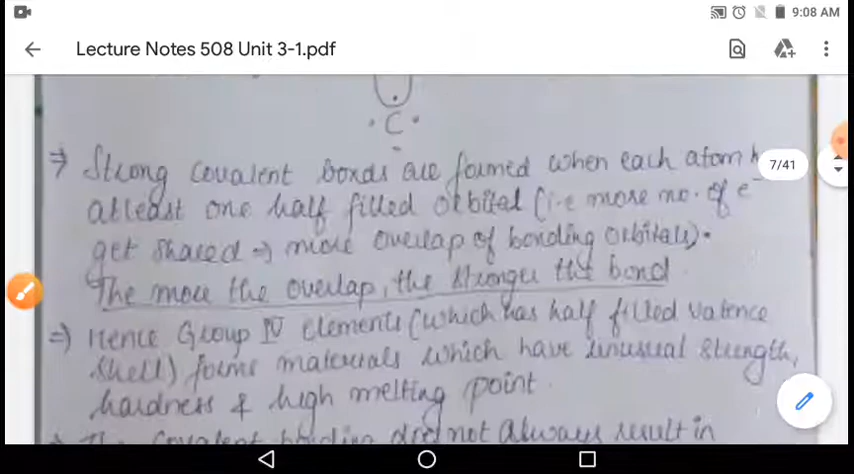 9:08 AM
Lecture Notes 508 Unit 3-1.pdf
. C .
7/41
⇒ Strong covalent bonds are formed when each atom h
atleast one half filled orbital (i.e more no. of e⁻
get shared ⇒ more overlap of bonding orbitals).
The more the overlap, the stronger the bond
⇒ Hence Group IV elements (which has half filled valence
shell) forms materials which have unusual strength,
hardness & high melting point.
covalent bonding does not always result in